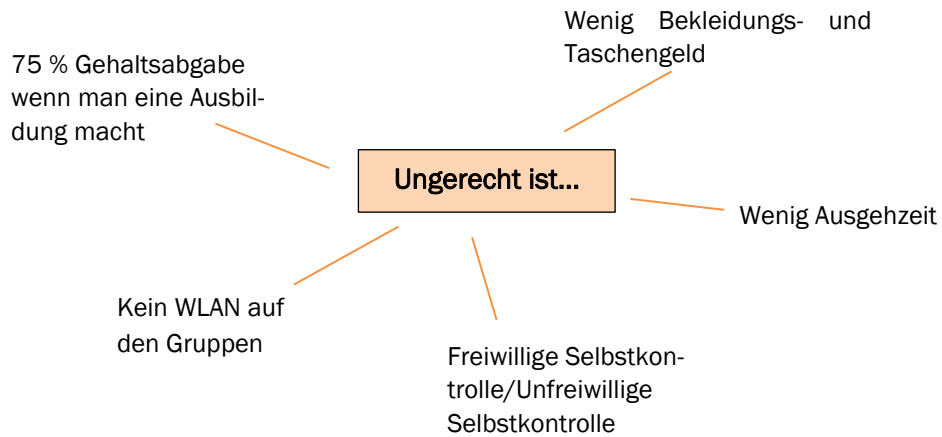 Wenig Bekleidungs- und
Taschengeld
75 % Gehaltsabgabe
wenn man eine Ausbil-
dung macht
Ungerecht ist...
Wenig Ausgehzeit
Kein WLAN auf
den Gruppen
Freiwillige Selbstkon-
trolle/Unfreiwillige
Selbstkontrolle